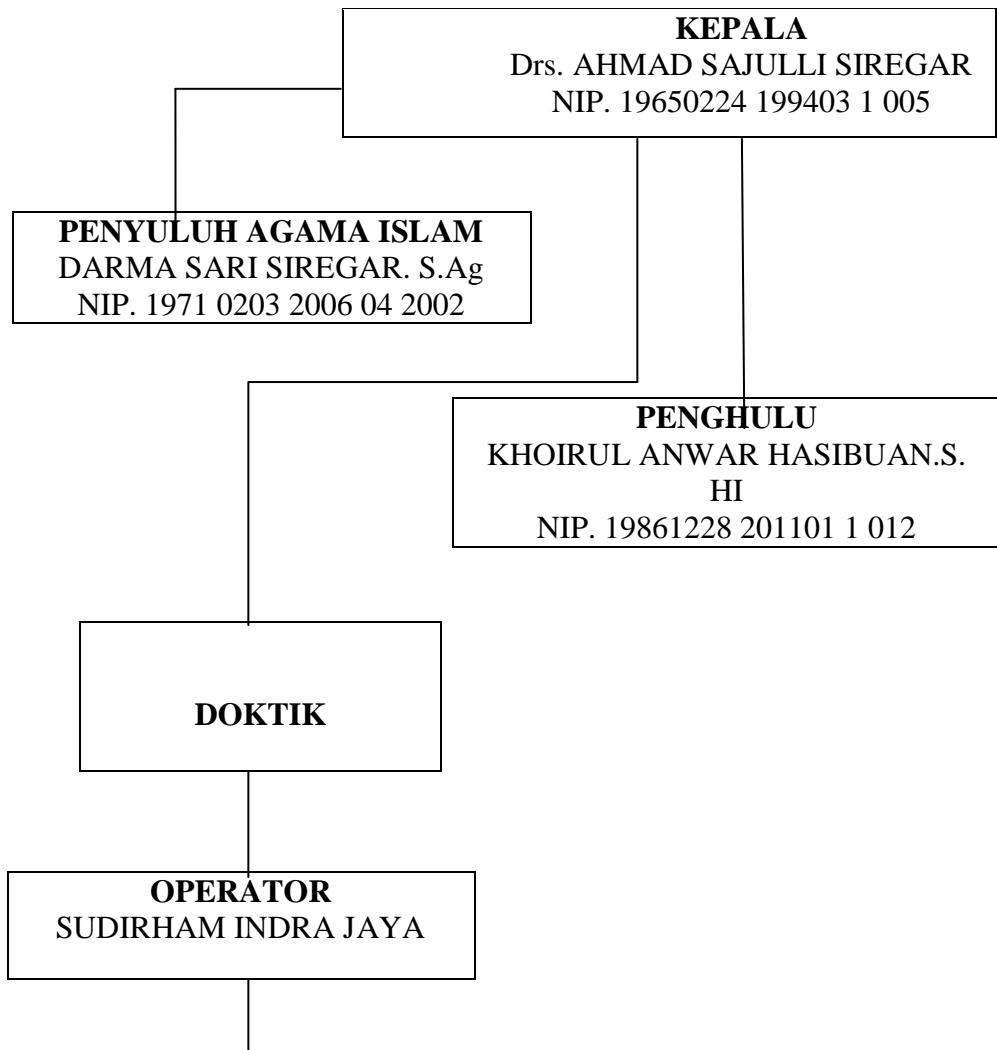 KEPALA
Drs. AHMAD SAJULLI SIREGAR
NIP. 19650224 199403 1 005
PENYULUH AGAMA ISLAM
DARMA SARI SIREGAR. S.Ag
NIP. 1971 0203 2006 04 2002
PENGHULU
KHOIRUL ANWAR HASIBUAN.S.
HI
NIP. 19861228 201101 1 012
DOKTIK
OPERATOR
SUDIRHAM INDRA JAYA